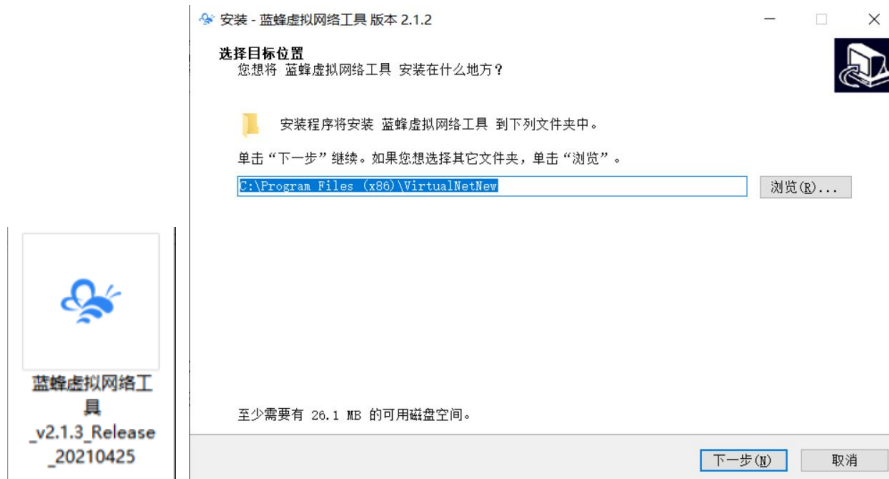 安装 - 蓝蜂虚拟网络工具 版本 2.1.2
选择目标位置
您想将 蓝蜂虚拟网络工具 安装在什么地方？
安装程序将安装 蓝蜂虚拟网络工具 到下列文件夹中。
单击“下一步”继续。如果您想选择其它文件夹，单击“浏览”。
C:\Program Files (x86)\VirtualNetNew
浏览(R)...
至少需要有 26.1 MB 的可用磁盘空间。
下一步(N)
取消
蓝蜂虚拟网络工
具
_v2.1.3_Release
_20210425